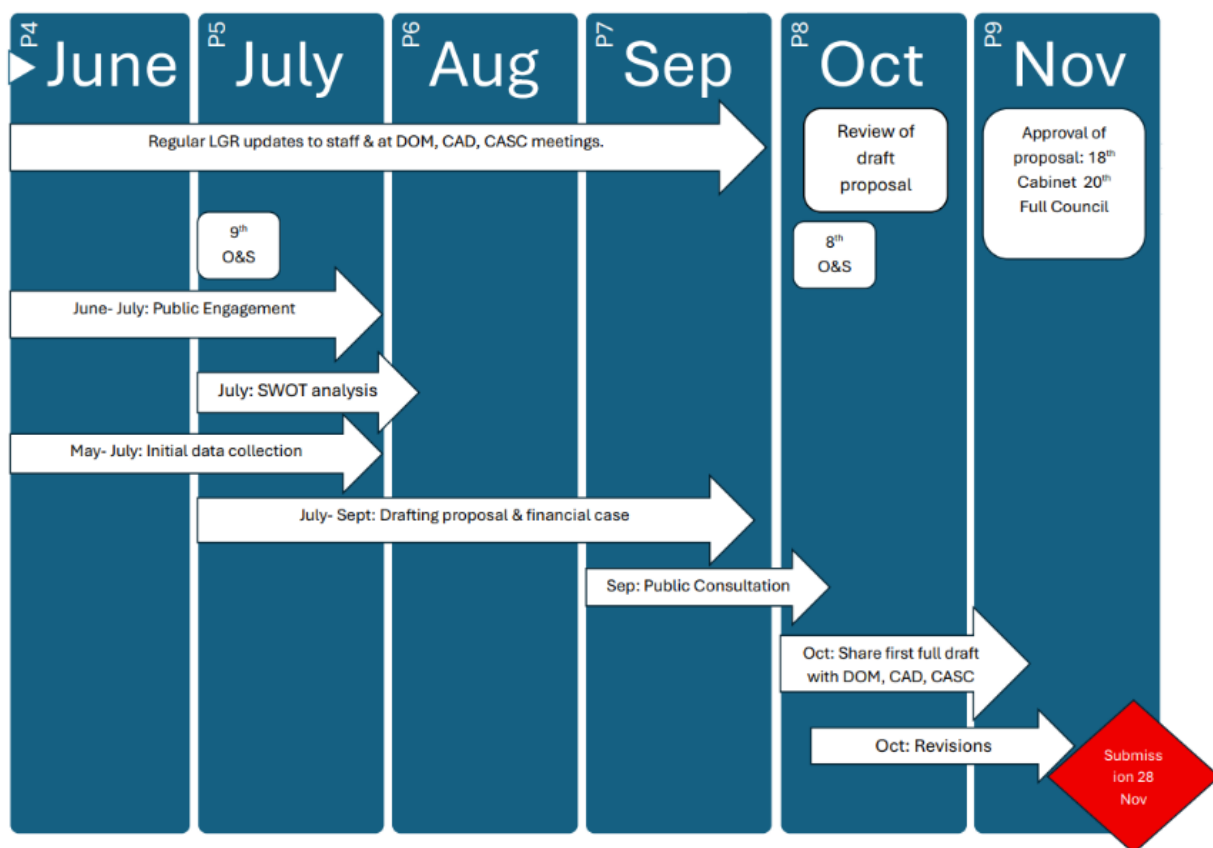 P4
June
P5
July
P6
Aug
P7
Sep
P8
Oct
P9
Nov
Regular LGR updates to staff & at DOM, CAD, CASC meetings.
Review of
draft
proposal
Approval of
proposal: 18th
Cabinet 20th
Full Council
9th
O&S
8th
O&S
June- July: Public Engagement
July: SWOT analysis
May- July: Initial data collection
July- Sept: Drafting proposal & financial case
Sep: Public Consultation
Oct: Share first full draft
with DOM, CAD, CASC
Oct: Revisions
Submiss
ion 28
Nov